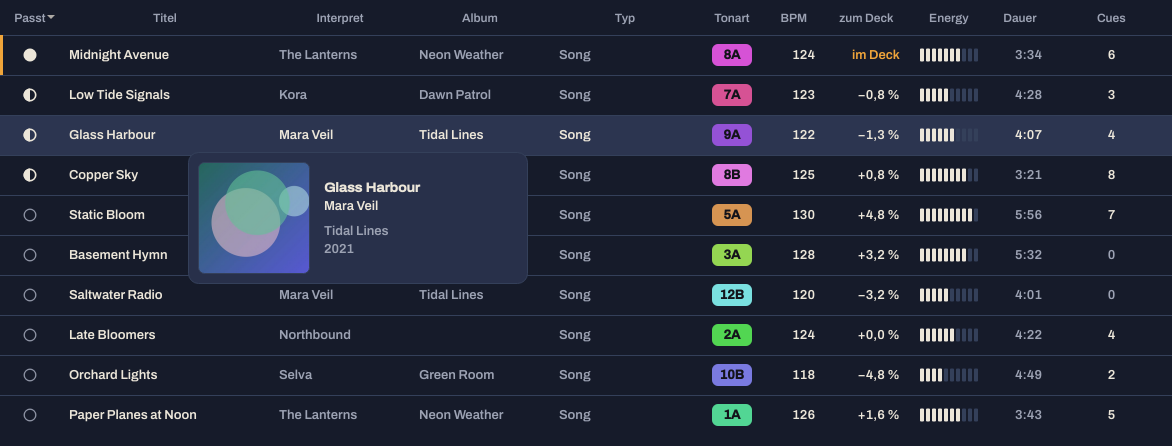 Passt Titel Interpret Album Typ Tonart BPM zum Deck Energy Dauer Cues
Midnight Avenue The Lanterns Neon Weather Song 8A 124 im Deck 3:34 6
Low Tide Signals Kora Dawn Patrol Song 7A 123 −0,8 % 4:28 3
Glass Harbour Mara Veil Tidal Lines Song 9A 122 −1,3 % 4:07 4
Copper Sky Song 8B 125 +0,8 % 3:21 8
Glass Harbour
Mara Veil
Tidal Lines
2021
Static Bloom Song 5A 130 +4,8 % 5:56 7
Basement Hymn Song 3A 128 +3,2 % 5:32 0
Saltwater Radio Mara Veil Tidal Lines Song 12B 120 −3,2 % 4:01 0
Late Bloomers Northbound Song 2A 124 +0,0 % 4:22 4
Orchard Lights Selva Green Room Song 10B 118 −4,8 % 4:49 2
Paper Planes at Noon The Lanterns Neon Weather Song 1A 126 +1,6 % 3:43 5